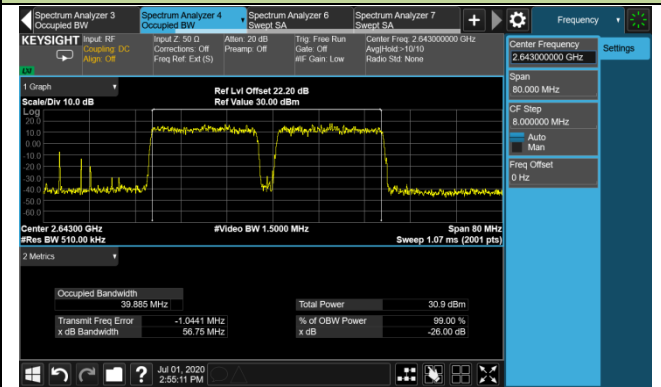 Spectrum Analyzer 3
Occupied BW
Spectrum Analyzer 4
Occupied BW
Spectrum Analyzer 6
Swept SA
Spectrum Analyzer 7
Swept SA
+
Frequency
KEYSIGHT
Input: RF
Coupling: DC
Align: Off
Input Z: 50 Ω
Corrections: Off
Freq Ref: Ext (S)
Atten: 20 dB
Preamp: Off
Trig: Free Run
Gate: Off
#IF Gain: Low
Center Freq: 2.643000000 GHz
Avg|Hold:>10/10
Radio Std: None
LV
Center Frequency
2.643000000 GHz
Settings
Span
80.000 MHz
CF Step
8.000000 MHz
Auto
Man
Freq Offset
0 Hz
1 Graph
Scale/Div 10.0 dB
Ref Lvl Offset 22.20 dB
Ref Value 30.00 dBm
Log
20.0
10.0
0.00
-10.0
-20.0
-30.0
-40.0
-50.0
-60.0
Center 2.64300 GHz
#Res BW 510.00 kHz
#Video BW 1.5000 MHz
Span 80 MHz
Sweep 1.07 ms (2001 pts)
2 Metrics
Occupied Bandwidth
39.885 MHz
Total Power 30.9 dBm
Transmit Freq Error -1.0441 MHz
% of OBW Power 99.00 %
x dB Bandwidth 56.75 MHz
x dB -26.00 dB
?
Jul 01, 2020
2:55:11 PM